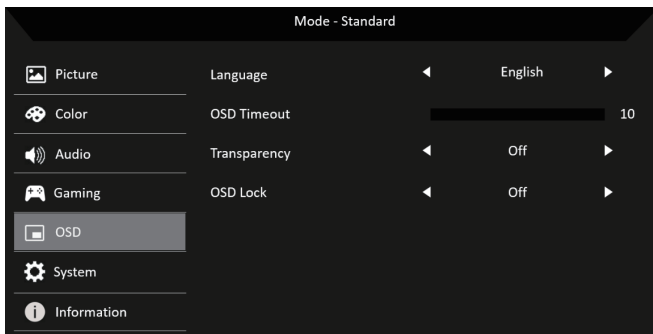 Mode - Standard
Picture
Color
Audio
Gaming
OSD
System
Information
Language English
OSD Timeout 10
Transparency Off
OSD Lock Off